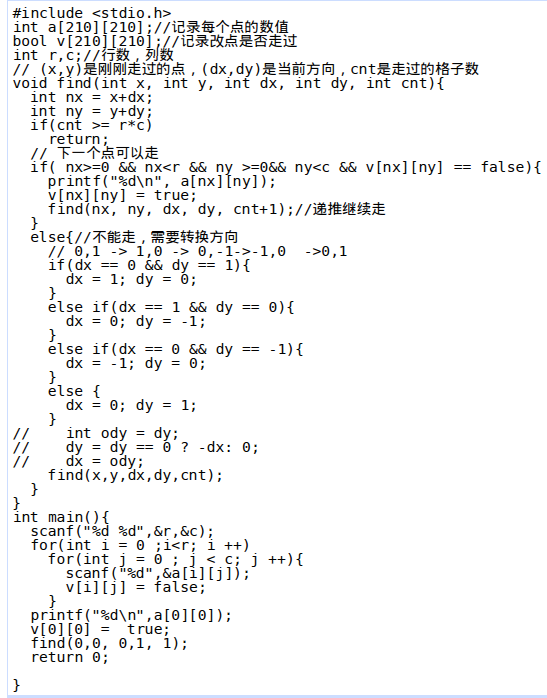 #include <stdio.h>
int a[210][210];//记录每个点的数值
bool v[210][210];//记录改点是否走过
int r,c;//行数，列数
// (x,y)是刚刚走过的点，(dx,dy)是当前方向，cnt是走过的格子数
void find(int x, int y, int dx, int dy, int cnt){
  int nx = x+dx;
  int ny = y+dy;
  if(cnt >= r*c)
    return;
  // 下一个点可以走
  if( nx>=0 && nx<r && ny >=0&& ny<c && v[nx][ny] == false){
    printf("%d\n", a[nx][ny]);
    v[nx][ny] = true;
    find(nx, ny, dx, dy, cnt+1);//递推继续走
  }
  else{//不能走，需要转换方向
    // 0,1 -> 1,0 -> 0,-1->-1,0  ->0,1
    if(dx == 0 && dy == 1){
      dx = 1; dy = 0;
    }
    else if(dx == 1 && dy == 0){
      dx = 0; dy = -1;
    }
    else if(dx == 0 && dy == -1){
      dx = -1; dy = 0;
    }
    else {
      dx = 0; dy = 1;
    }
//    int ody = dy;
//    dy = dy == 0 ? -dx: 0;
//    dx = ody;
    find(x,y,dx,dy,cnt);
  }
}
int main(){
  scanf("%d %d",&r,&c);
  for(int i = 0 ;i<r; i ++)
    for(int j = 0 ; j < c; j ++){
      scanf("%d",&a[i][j]);
      v[i][j] = false;
    }
  printf("%d\n",a[0][0]);
  v[0][0] =  true;
  find(0,0, 0,1, 1);
  return 0;
}